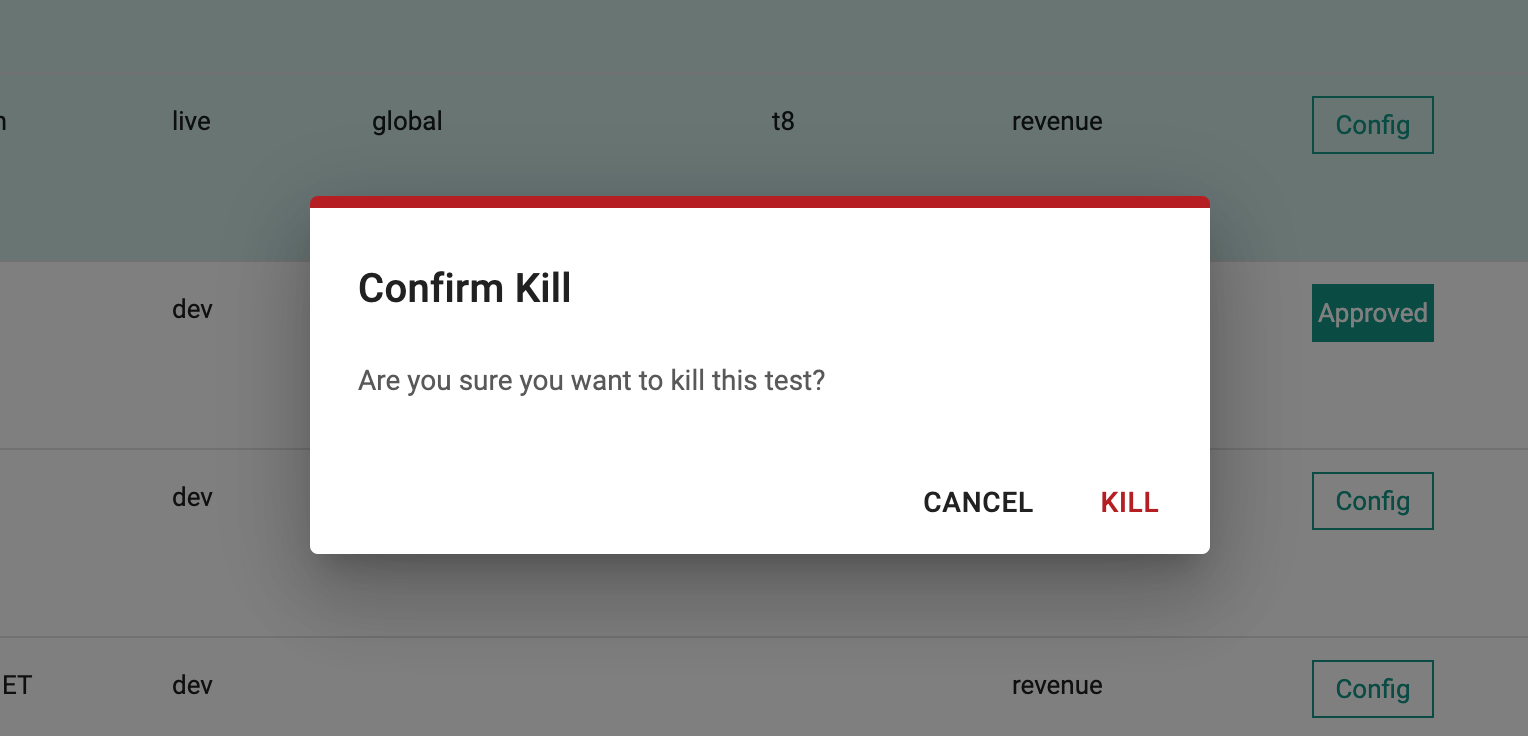 live global t8 revenue Config
dev Approved
Confirm Kill
Are you sure you want to kill this test?
dev Config
CANCEL KILL
ET dev revenue Config